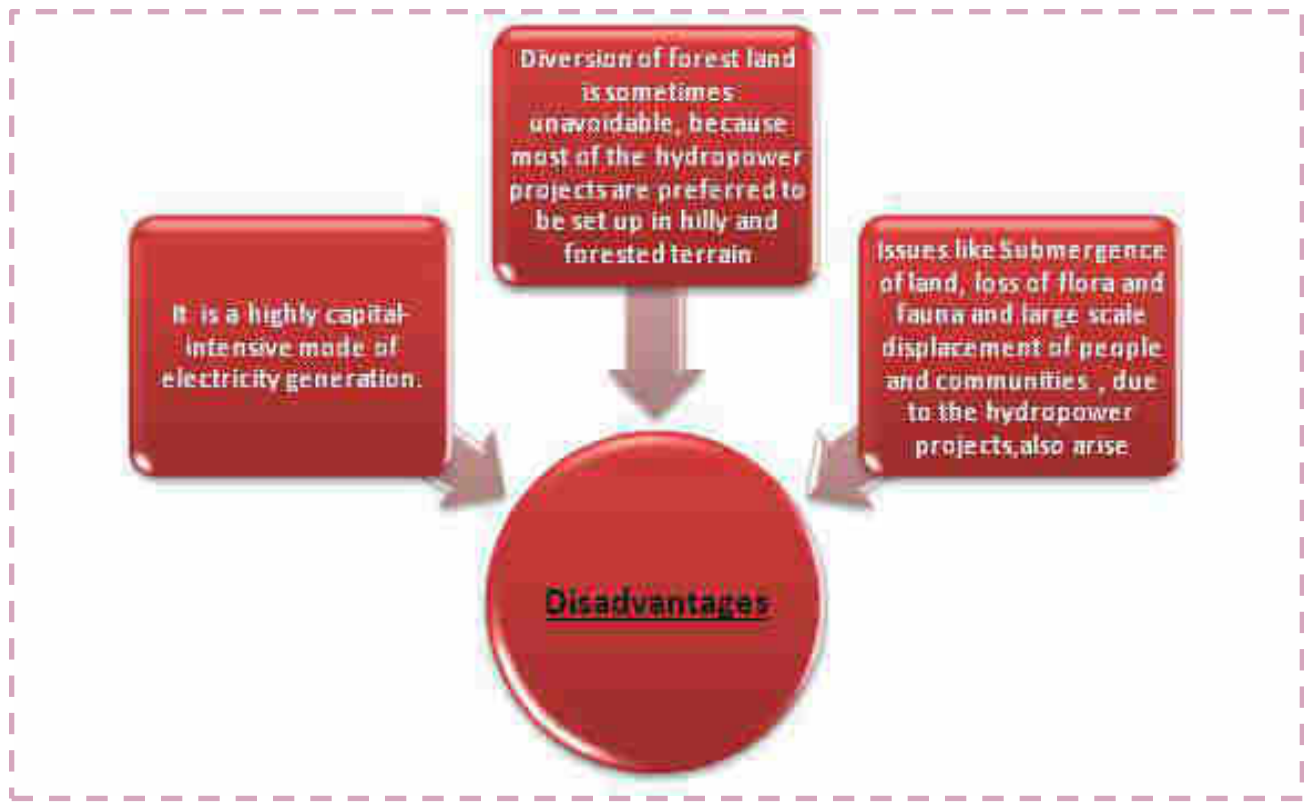 Diversion of forest land
is sometimes
unavoidable, because
most of the hydropower
projects are preferred to
be set up in hilly and
forested terrain
It is a highly capital-
intensive mode of
electricity generation.
Issues like Submergence
of land, loss of flora and
fauna and large scale
displacement of people
and communities , due
to the hydropower
projects,also arise
Disadvantages